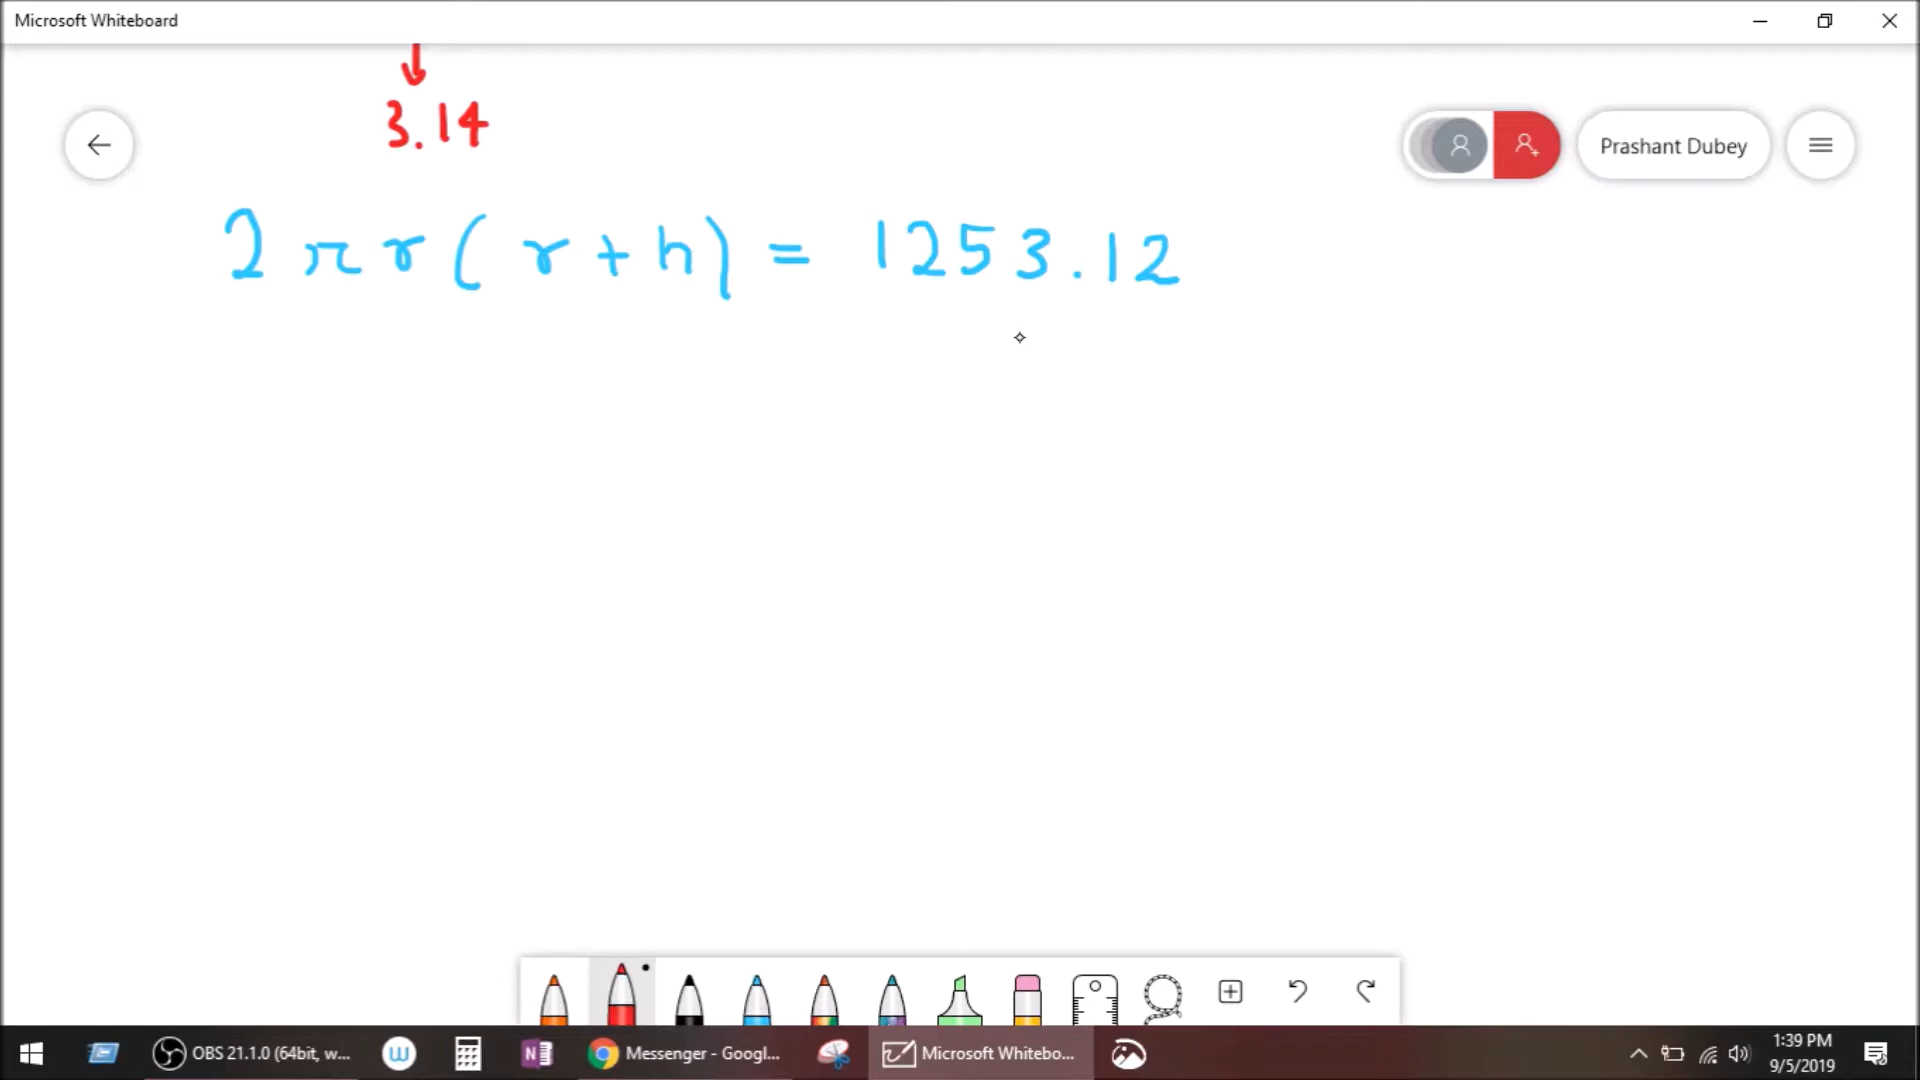 Microsoft Whiteboard
3.14
Prashant Dubey
2πr(r+h) = 1253.12
OBS 21.1.0 (64bit, w...
W
N
Messenger - Googl...
Microsoft Whitebo...
1:39 PM
9/5/2019